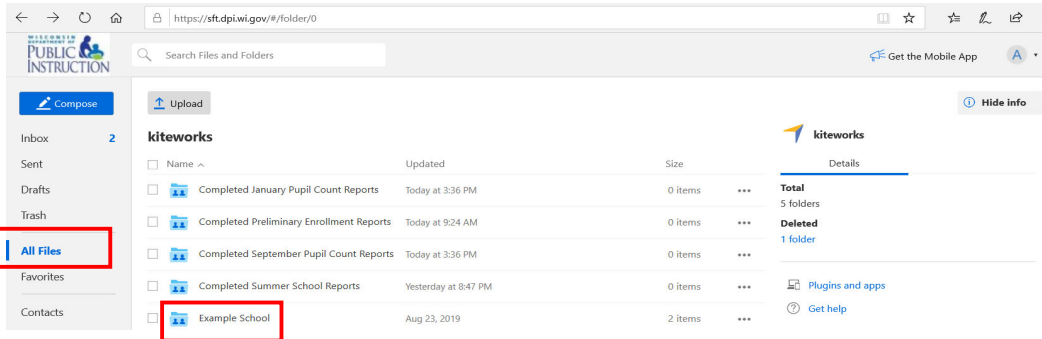 https://sft.dpi.wi.gov/#/folder/0
WISCONSIN
DEPARTMENT OF
PUBLIC
INSTRUCTION
Search Files and Folders
Get the Mobile App
A
Compose
Upload
Hide info
Inbox 2
kiteworks
kiteworks
Sent
Name Updated Size
Details
Drafts
Completed January Pupil Count Reports Today at 3:36 PM 0 items •••
Total
5 folders
Trash
Completed Preliminary Enrollment Reports Today at 9:24 AM 0 items •••
Deleted
1 folder
All Files
Completed September Pupil Count Reports Today at 3:36 PM 0 items •••
Favorites
Completed Summer School Reports Yesterday at 8:47 PM 0 items •••
Plugins and apps
Get help
Contacts
Example School Aug 23, 2019 2 items •••